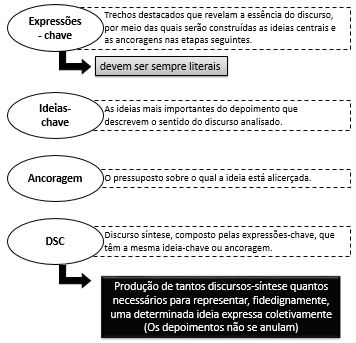 Expressões
- chave
Trechos destacados que revelam a essência do discurso,
por meio das quais serão construídas as ideias centrais e
as ancoragens nas etapas seguintes.
devem ser sempre literais
Ideias-
chave
As ideias mais importantes do depoimento que
descrevem o sentido do discurso analisado.
Ancoragem
O pressuposto sobre o qual a ideia está alicerçada.
DSC
Discurso síntese, composto pelas expressões-chave, que
têm a mesma ideia-chave ou ancoragem.
Produção de tantos discursos-síntese quantos
necessários para representar, fidedignamente,
uma determinada ideia expressa coletivamente
(Os depoimentos não se anulam)